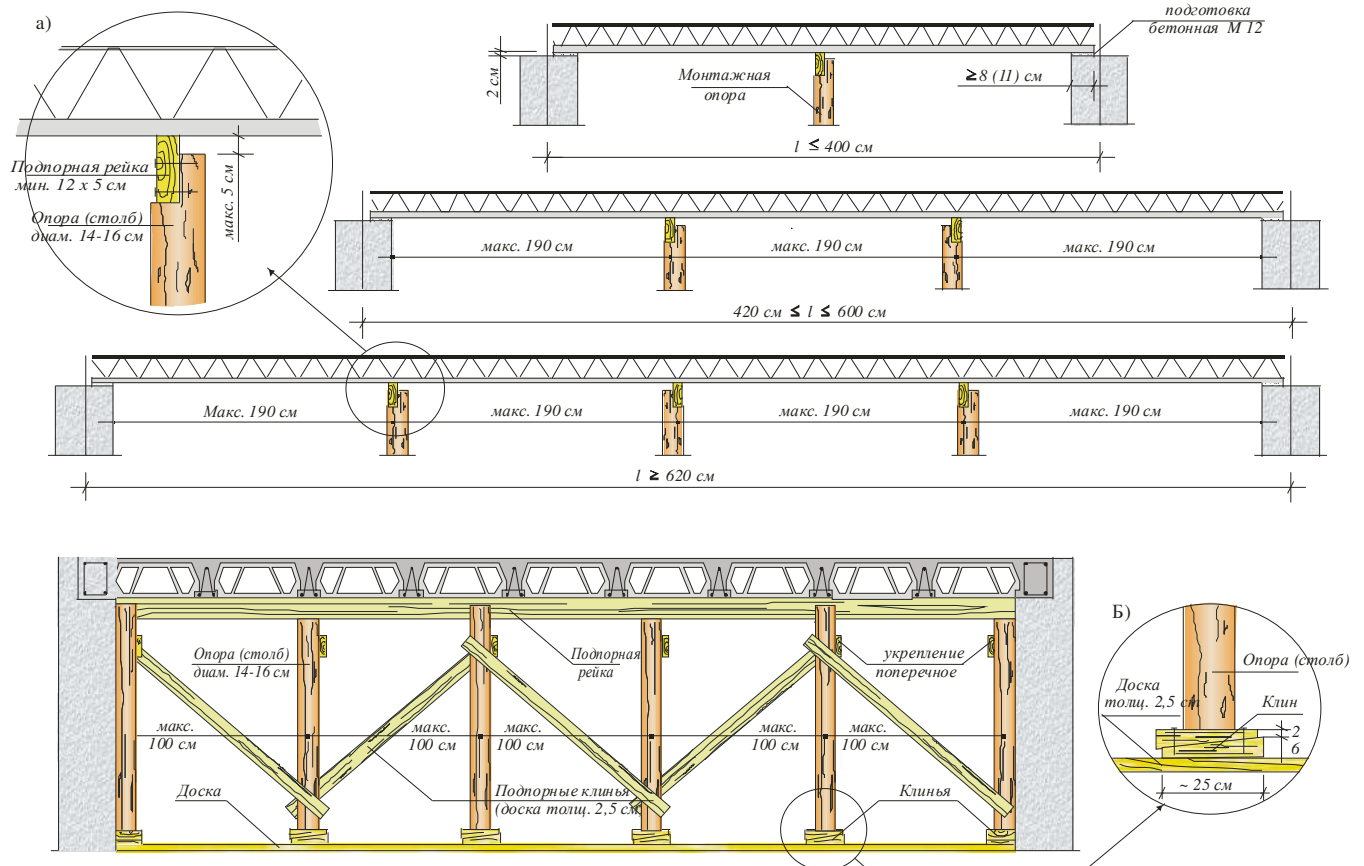 а)
подготовка
бетонная М 12
2 см
Монтажная
опора
≥8 (11) см
l ≤ 400 см
Подпорная рейка
мин. 12 х 5 см
макс. 5 см
Опора (столб)
диам. 14-16 см
макс. 190 см
макс. 190 см
макс. 190 см
420 см ≤ l ≤ 600 см
Макс. 190 см
макс. 190 см
макс. 190 см
макс. 190 см
l ≥ 620 см
Опора (столб)
диам. 14-16 см
Подпорная
рейка
укрепление
поперечное
макс.
100 см
макс.
100 см
макс.
100 см
макс.
100 см
макс.
100 см
Доска
Подпорные клинья
(доска толщ. 2,5 см
Клинья
Б)
Опора (столб)
Доска
толщ. 2,5 cm
Клин
2
6
~ 25 см